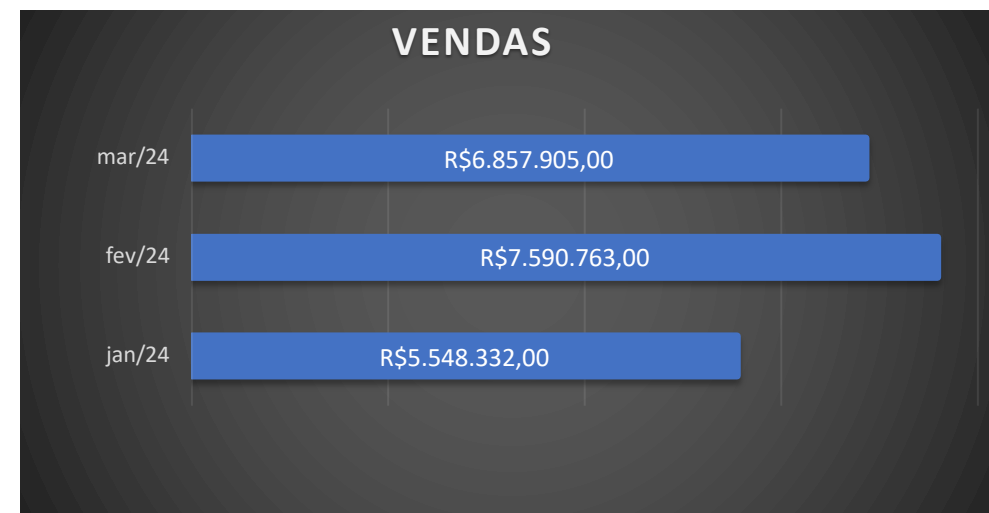 VENDAS
mar/24
R$6.857.905,00
fev/24
R$7.590.763,00
jan/24
R$5.548.332,00